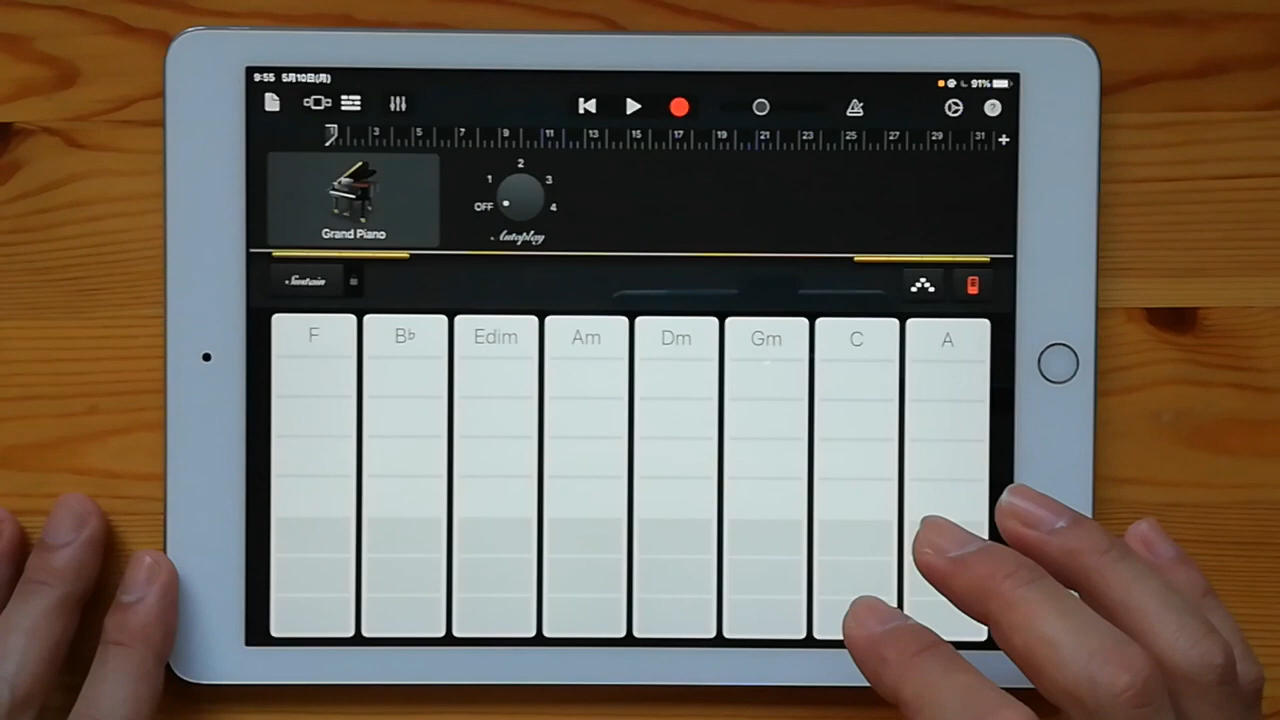 9:55 5月10日(月)
91%
?
1 3 5 7 9 11 13 15 17 19 21 23 25 27 29 31 +
2
1 3
OFF 4
Grand Piano
Autoplay
Sustain
F B♭ Edim Am Dm Gm C A